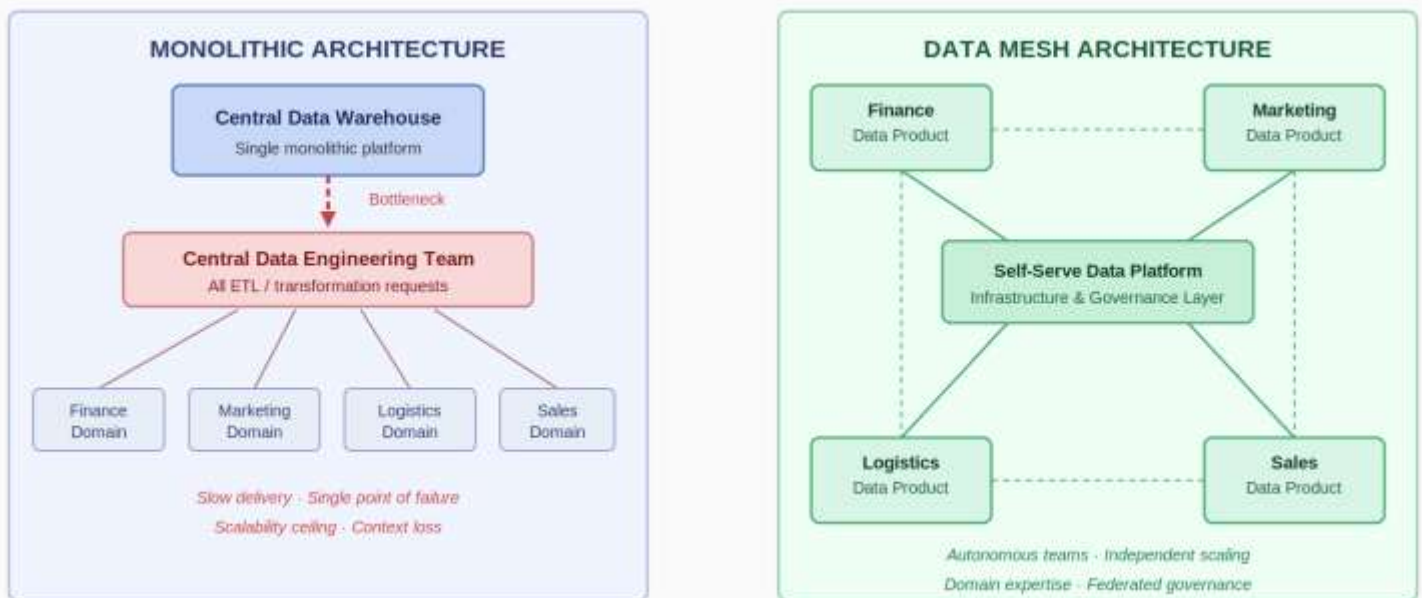 MONOLITHIC ARCHITECTURE
Central Data Warehouse
Single monolithic platform
Bottleneck
Central Data Engineering Team
All ETL / transformation requests
Finance
Domain
Marketing
Domain
Logistics
Domain
Sales
Domain
Slow delivery · Single point of failure
Scalability ceiling · Context loss
DATA MESH ARCHITECTURE
Finance
Data Product
Marketing
Data Product
Self-Serve Data Platform
Infrastructure & Governance Layer
Logistics
Data Product
Sales
Data Product
Autonomous teams · Independent scaling
Domain expertise · Federated governance